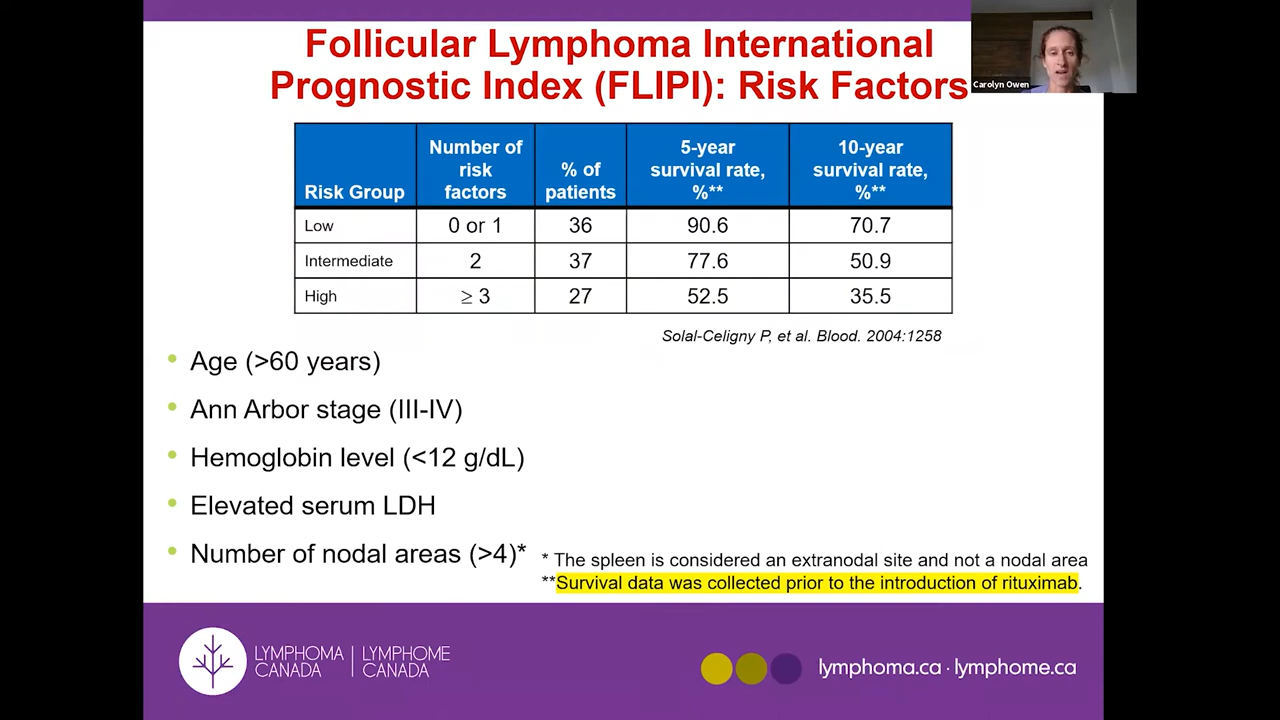 Follicular Lymphoma International
Prognostic Index (FLIPI): Risk Factors
Carolyn Owen
Risk Group
Number of
risk
factors
% of
patients
5-year
survival rate,
%**
10-year
survival rate,
%**
Low 0 or 1 36 90.6 70.7
Intermediate 2 37 77.6 50.9
High ≥ 3 27 52.5 35.5
Solal-Celigny P, et al. Blood. 2004:1258
• Age (>60 years)
• Ann Arbor stage (III-IV)
• Hemoglobin level (<12 g/dL)
• Elevated serum LDH
• Number of nodal areas (>4)*
* The spleen is considered an extranodal site and not a nodal area
**Survival data was collected prior to the introduction of rituximab.
LYMPHOMA
CANADA
LYMPHOME
CANADA
lymphoma.ca · lymphome.ca